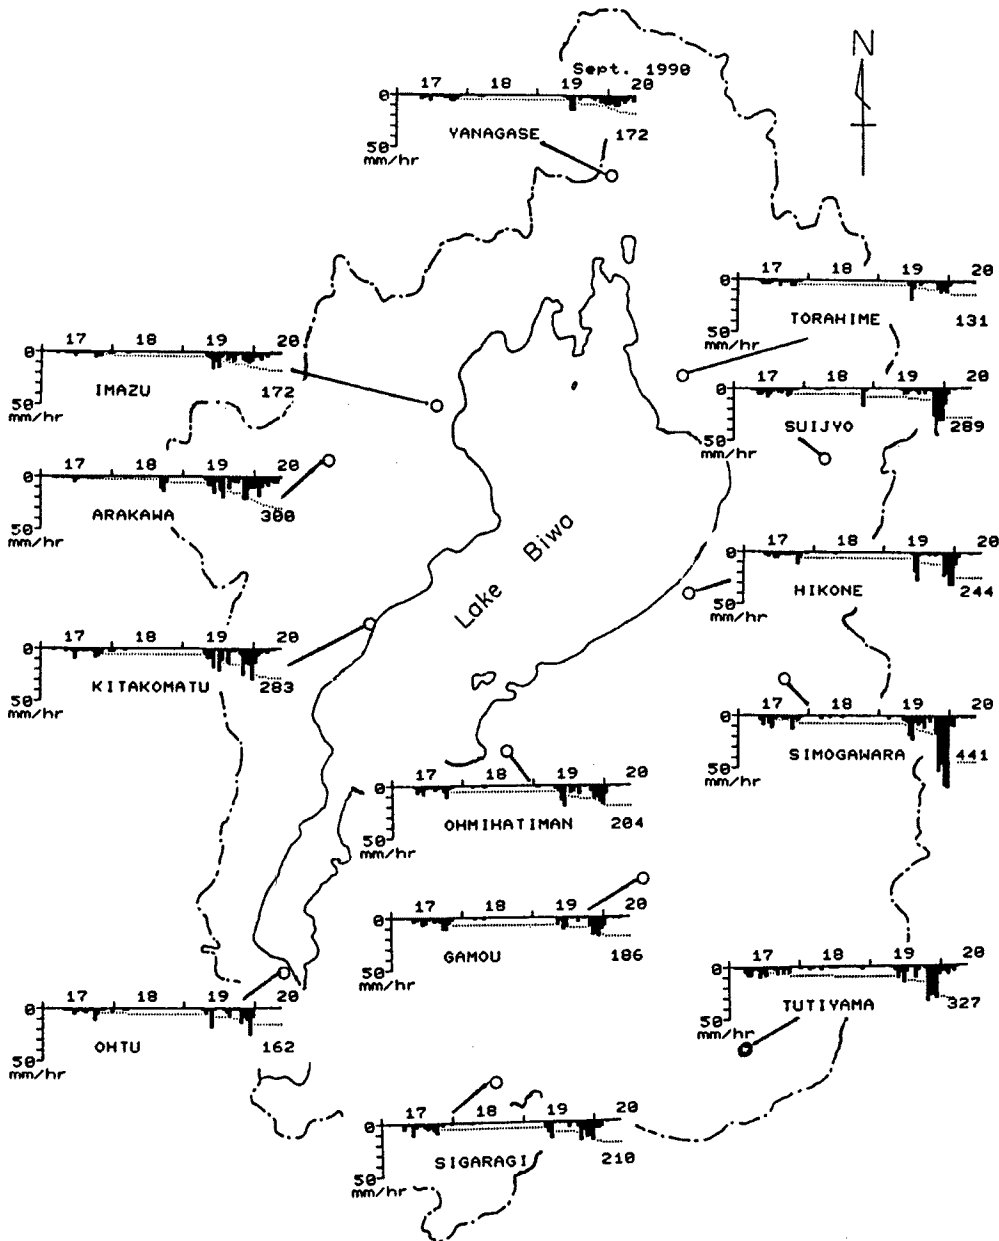 Sept. 1990
N
17 18 19 20
0
50
mm/hr
YANAGASE
172
17 18 19 20
0
50
mm/hr
TORAHIME
131
17 18 19 20
0
50
mm/hr
IMAZU
172
17 18 19 20
0
50
mm/hr
SUIJYO
289
17 18 19 20
0
50
mm/hr
ARAKAWA
300
Lake Biwa
17 18 19 20
0
50
mm/hr
HIKONE
244
17 18 19 20
0
50
mm/hr
KITAKOMATU
283
17 18 19 20
0
50
mm/hr
SIMOGAWARA
441
17 18 19 20
0
50
mm/hr
OHMIHATIMAN
204
17 18 19 20
0
50
mm/hr
GAMOU
186
17 18 19 20
0
50
mm/hr
TUTIYAMA
327
17 18 19 20
0
50
mm/hr
OHTU
162
17 18 19 20
0
50
mm/hr
SIGARAGI
210